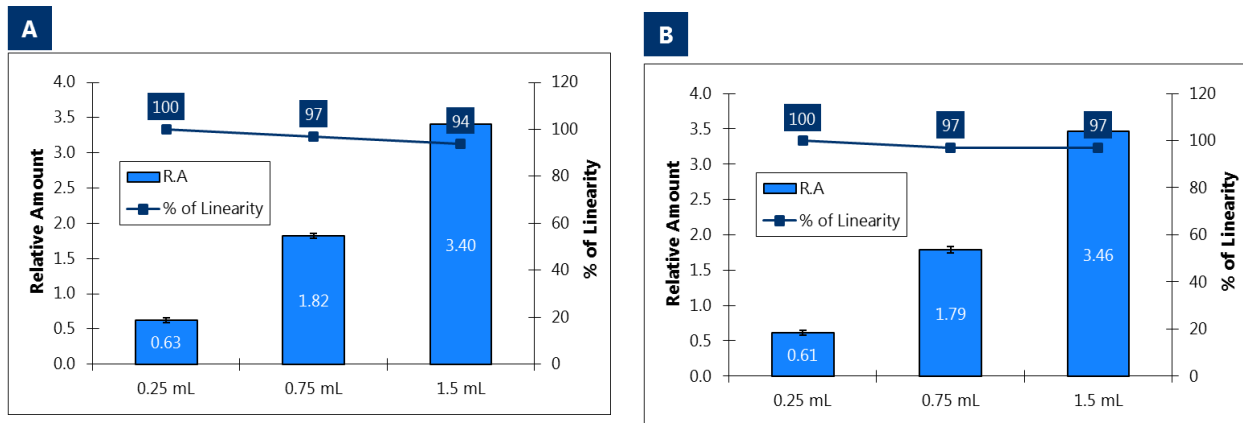 A
4.0
3.5
3.0
2.5
2.0
1.5
1.0
0.5
0.0
Relative Amount
120
100
80
60
40
20
0
% of Linearity
100
97
94
R.A
% of Linearity
0.63
1.82
3.40
0.25 mL
0.75 mL
1.5 mL
B
4.0
3.5
3.0
2.5
2.0
1.5
1.0
0.5
0.0
Relative Amount
120
100
80
60
40
20
0
% of Linearity
100
97
97
R.A
% of Linearity
0.61
1.79
3.46
0.25 mL
0.75 mL
1.5 mL